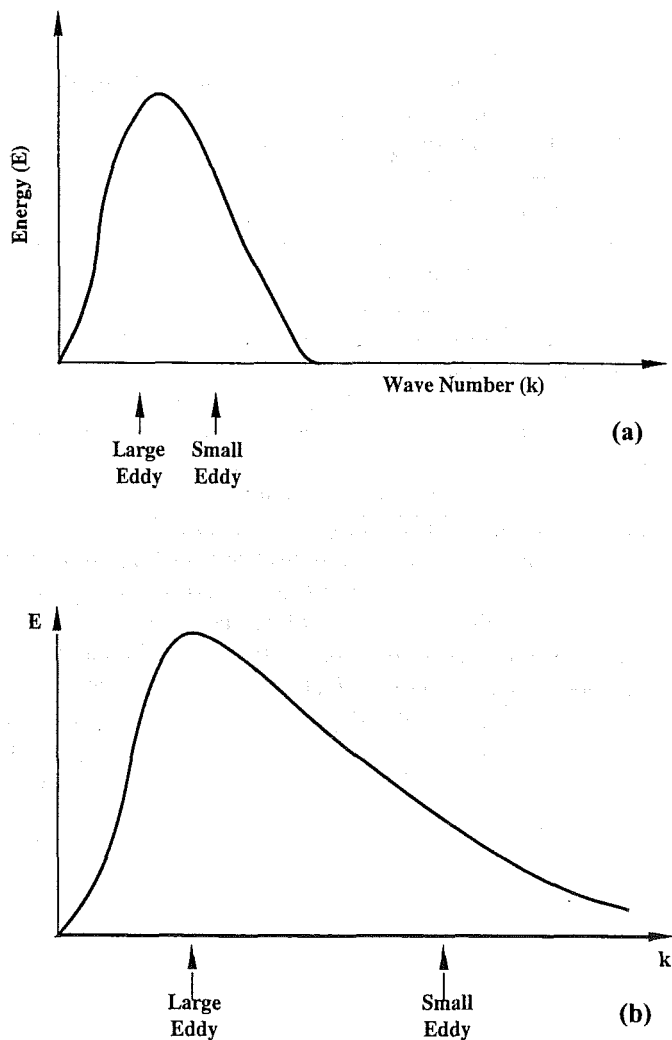 Energy (E)
Wave Number (k)
Large
Eddy
Small
Eddy
(a)
E
k
Large
Eddy
Small
Eddy
(b)